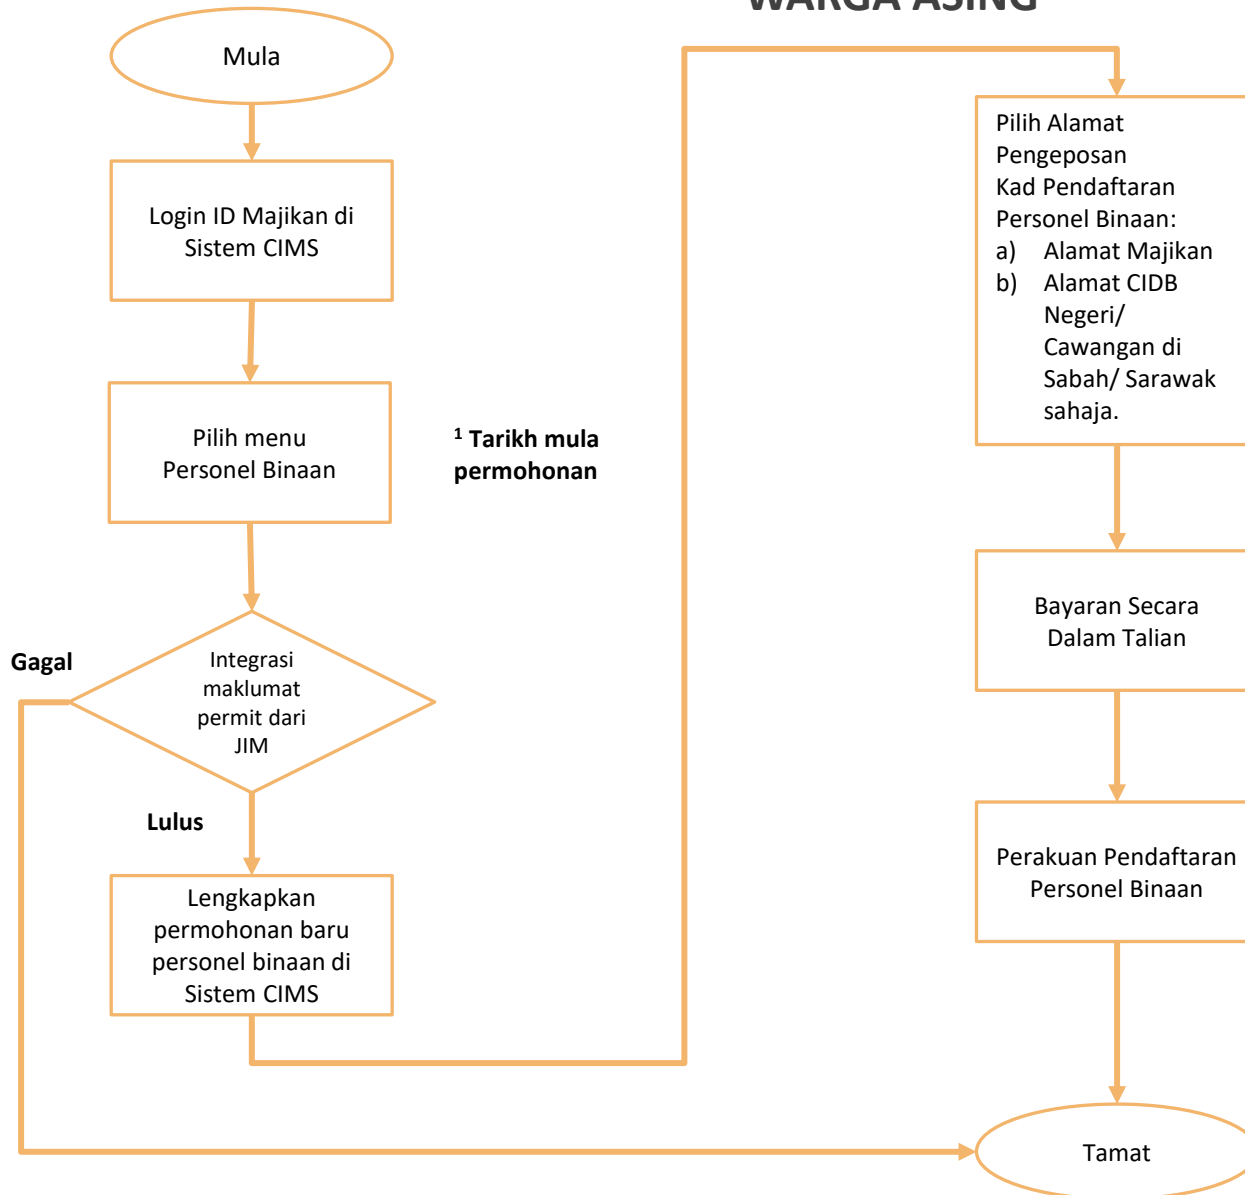 WARGA ASING
Mula
Login ID Majikan di
Sistem CIMS
Pilih menu
Personel Binaan
¹ Tarikh mula
permohonan
Gagal
Integrasi
maklumat
permit dari
JIM
Lulus
Lengkapkan
permohonan baru
personel binaan di
Sistem CIMS
Pilih Alamat
Pengeposan
Kad Pendaftaran
Personel Binaan:
a) Alamat Majikan
b) Alamat CIDB
Negeri/
Cawangan di
Sabah/ Sarawak
sahaja.
Bayaran Secara
Dalam Talian
Perakuan Pendaftaran
Personel Binaan
Tamat